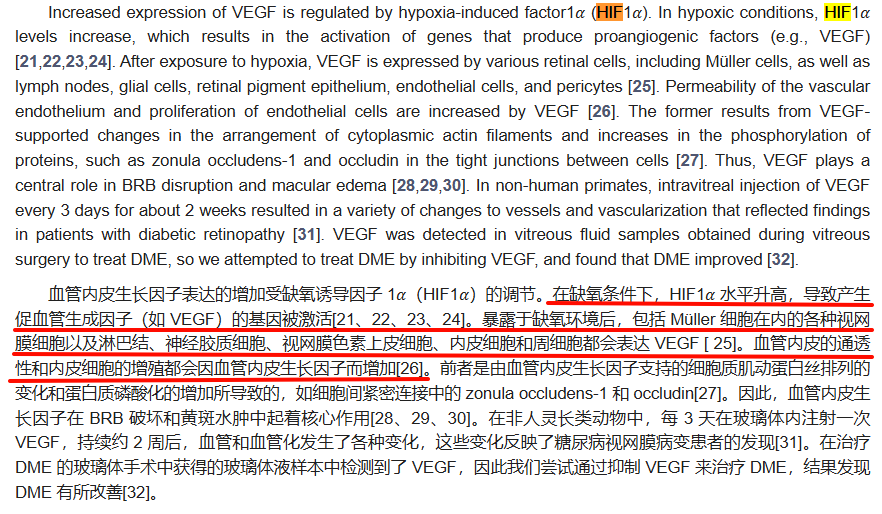 Increased expression of VEGF is regulated by hypoxia-induced factor1𝛼 (HIF1𝛼). In hypoxic conditions, HIF1𝛼
levels increase, which results in the activation of genes that produce proangiogenic factors (e.g., VEGF)
[21,22,23,24]. After exposure to hypoxia, VEGF is expressed by various retinal cells, including Müller cells, as well as
lymph nodes, glial cells, retinal pigment epithelium, endothelial cells, and pericytes [25]. Permeability of the vascular
endothelium and proliferation of endothelial cells are increased by VEGF [26]. The former results from VEGF-
supported changes in the arrangement of cytoplasmic actin filaments and increases in the phosphorylation of
proteins, such as zonula occludens-1 and occludin in the tight junctions between cells [27]. Thus, VEGF plays a
central role in BRB disruption and macular edema [28,29,30]. In non-human primates, intravitreal injection of VEGF
every 3 days for about 2 weeks resulted in a variety of changes to vessels and vascularization that reflected findings
in patients with diabetic retinopathy [31]. VEGF was detected in vitreous fluid samples obtained during vitreous
surgery to treat DME, so we attempted to treat DME by inhibiting VEGF, and found that DME improved [32].
血管内皮生长因子表达的增加受缺氧诱导因子 1𝛼（HIF1𝛼）的调节。在缺氧条件下，HIF1𝛼 水平升高，导致产生
促血管生成因子（如 VEGF）的基因被激活[21、22、23、24]。暴露于缺氧环境后，包括 Müller 细胞在内的各种视网
膜细胞以及淋巴结、神经胶质细胞、视网膜色素上皮细胞、内皮细胞和周细胞都会表达 VEGF [ 25]。血管内皮的通透
性和内皮细胞的增殖都会因血管内皮生长因子而增加[26]。前者是由血管内皮生长因子支持的细胞质肌动蛋白丝排列的
变化和蛋白质磷酸化的增加所导致的，如细胞间紧密连接中的 zonula occludens-1 和 occludin[27]。因此，血管内皮生
长因子在 BRB 破坏和黄斑水肿中起着核心作用[28、29、30]。在非人灵长类动物中，每 3 天在玻璃体内注射一次
VEGF，持续约 2 周后，血管和血管化发生了各种变化，这些变化反映了糖尿病视网膜病变患者的发现[31]。在治疗
DME 的玻璃体手术中获得的玻璃体液样本中检测到了 VEGF，因此我们尝试通过抑制 VEGF 来治疗 DME，结果发现
DME 有所改善[32]。